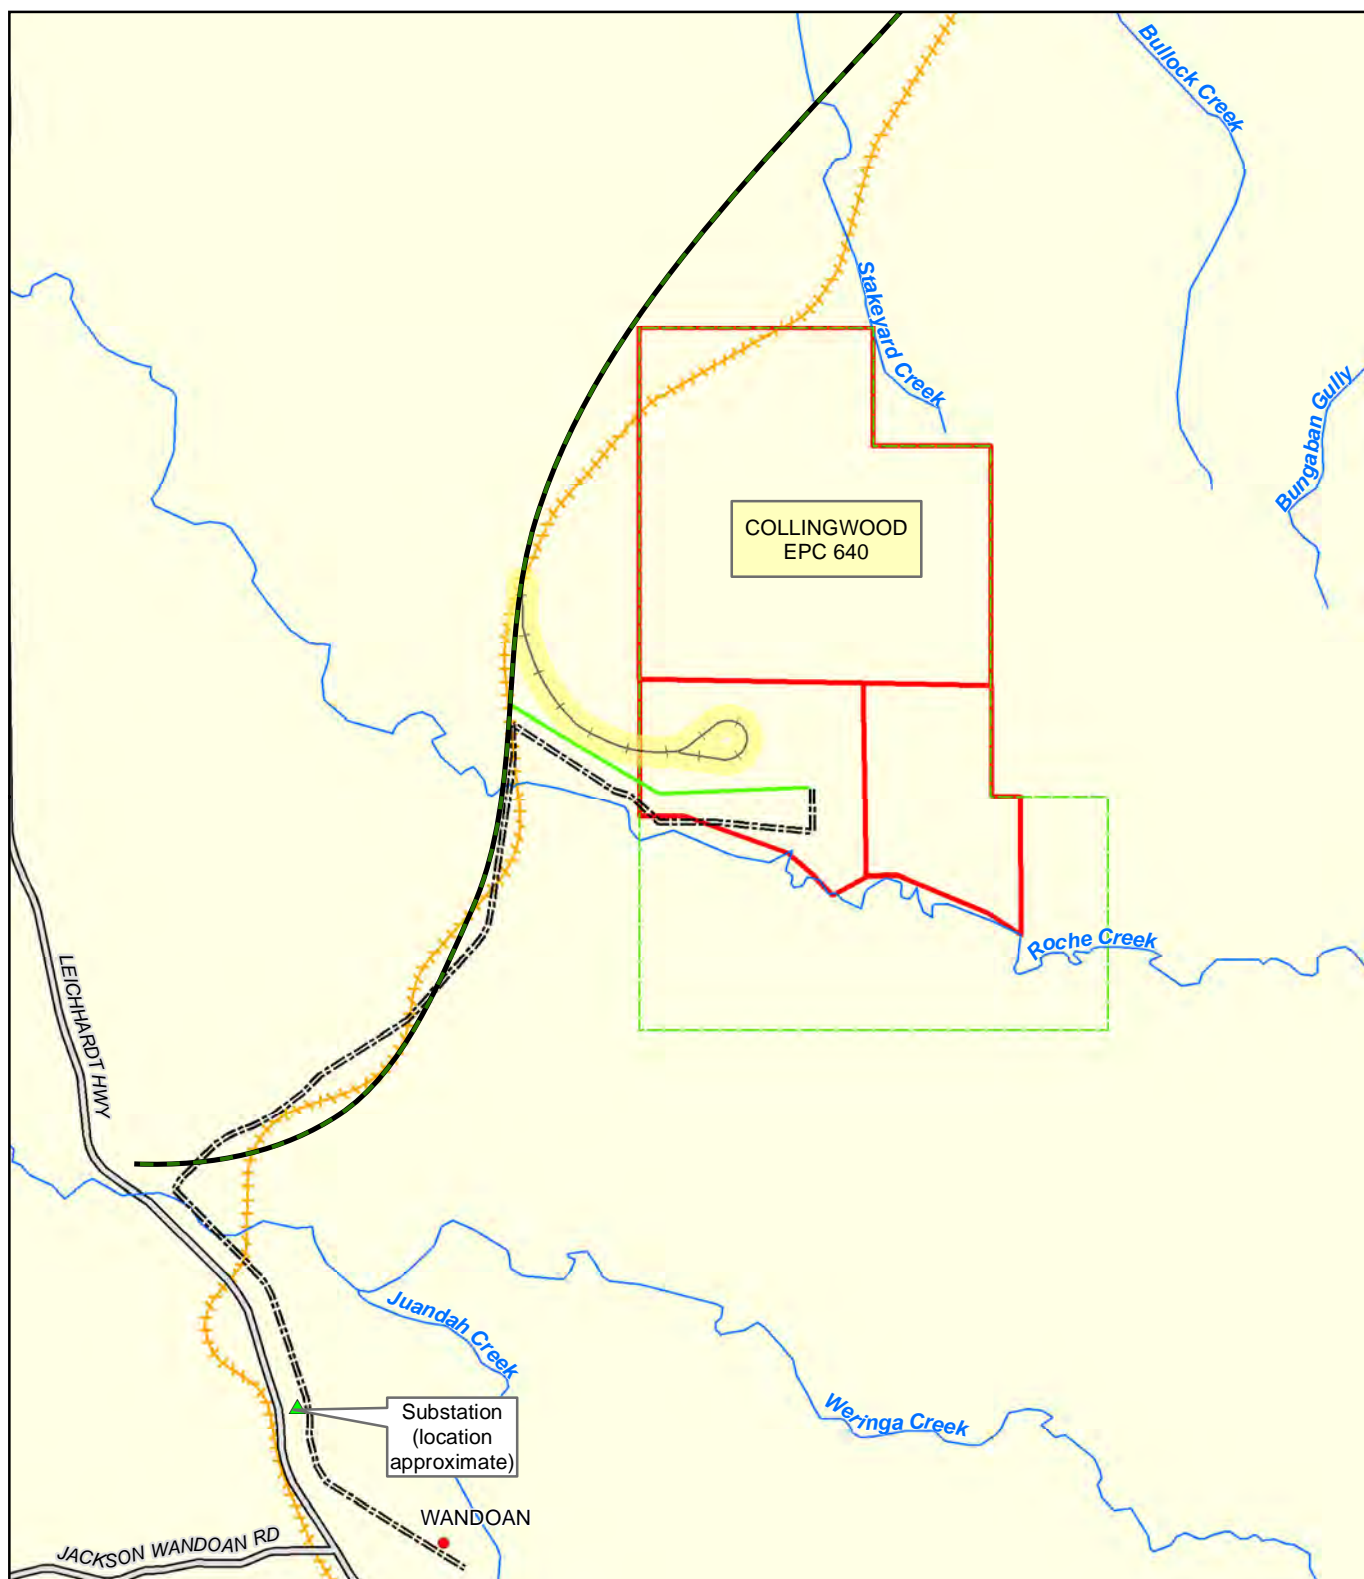 Bullock Creek
Stakeyard Creek
Bungaban Gully
COLLINGWOOD
EPC 640
Roche Creek
LEICHHARDT HWY
Juandah Creek
Substation
(location
approximate)
Weringa Creek
WANDOAN
JACKSON WANDOAN RD